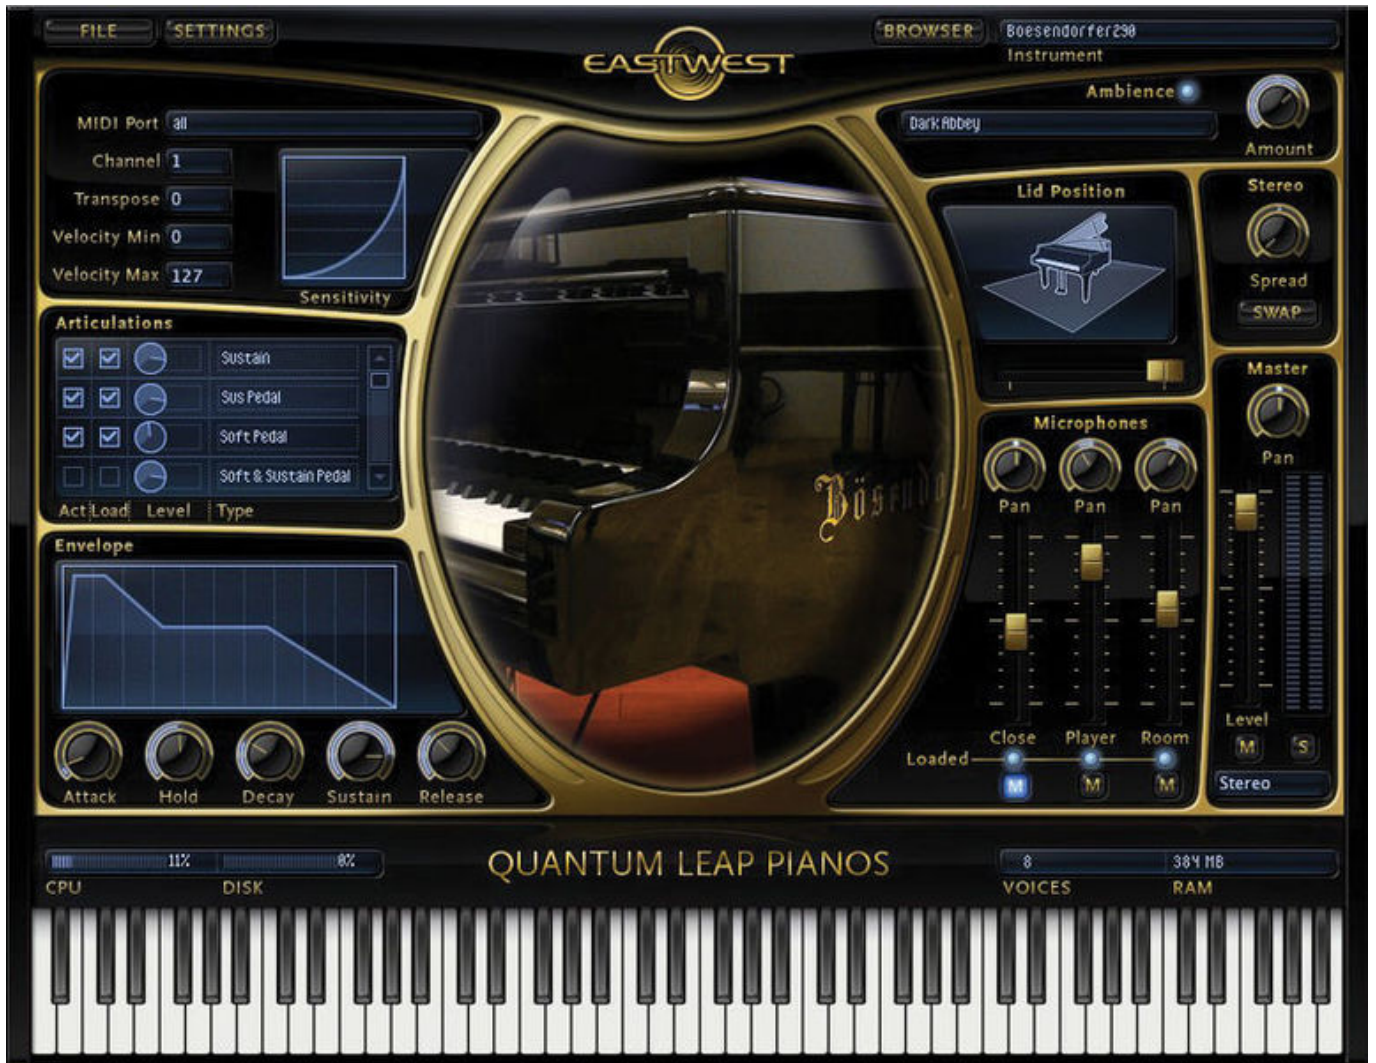 FILE
SETTINGS
EASTWEST
BROWSER
Boesendorfer290
Instrument
Ambience
Dark Abbey
Amount
MIDI Port all
Channel 1
Transpose 0
Velocity Min 0
Velocity Max 127
Sensitivity
Lid Position
Stereo
Spread
SWAP
Articulations
Sustain
Sus Pedal
Soft Pedal
Soft & Sustain Pedal
Act Load Level Type
Envelope
Attack Hold Decay Sustain Release
Microphones
Pan Pan Pan
Close Player Room
Loaded
M M M
Master
Pan
Level
M S
Stereo
11% 0%
CPU DISK
QUANTUM LEAP PIANOS
8 384 MB
VOICES RAM